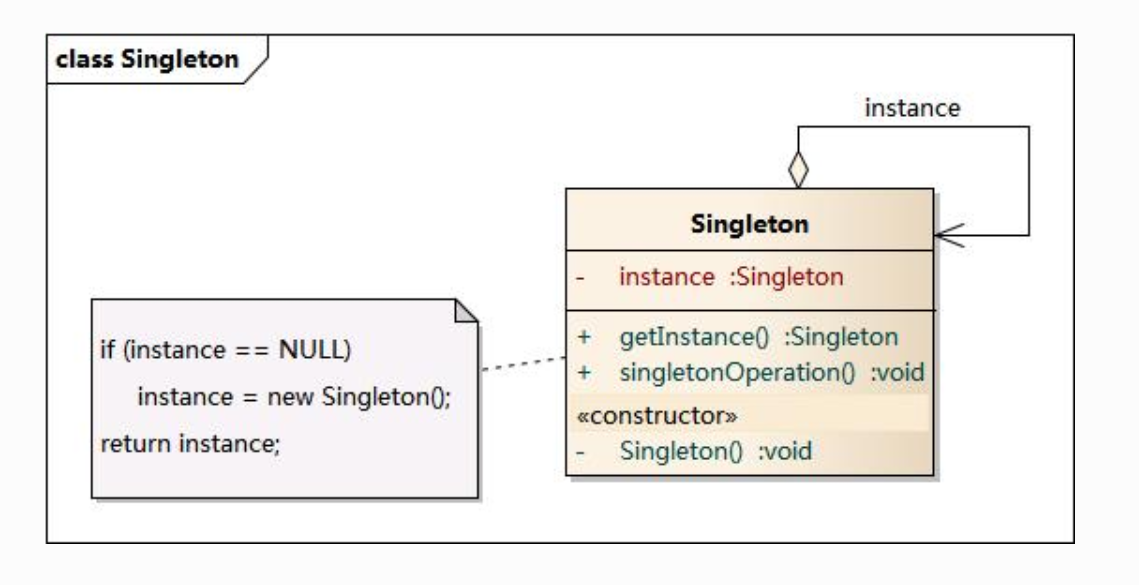 class Singleton
instance
Singleton
- instance :Singleton
+ getInstance() :Singleton
+ singletonOperation() :void
«constructor»
- Singleton() :void
if (instance == NULL)
instance = new Singleton();
return instance;